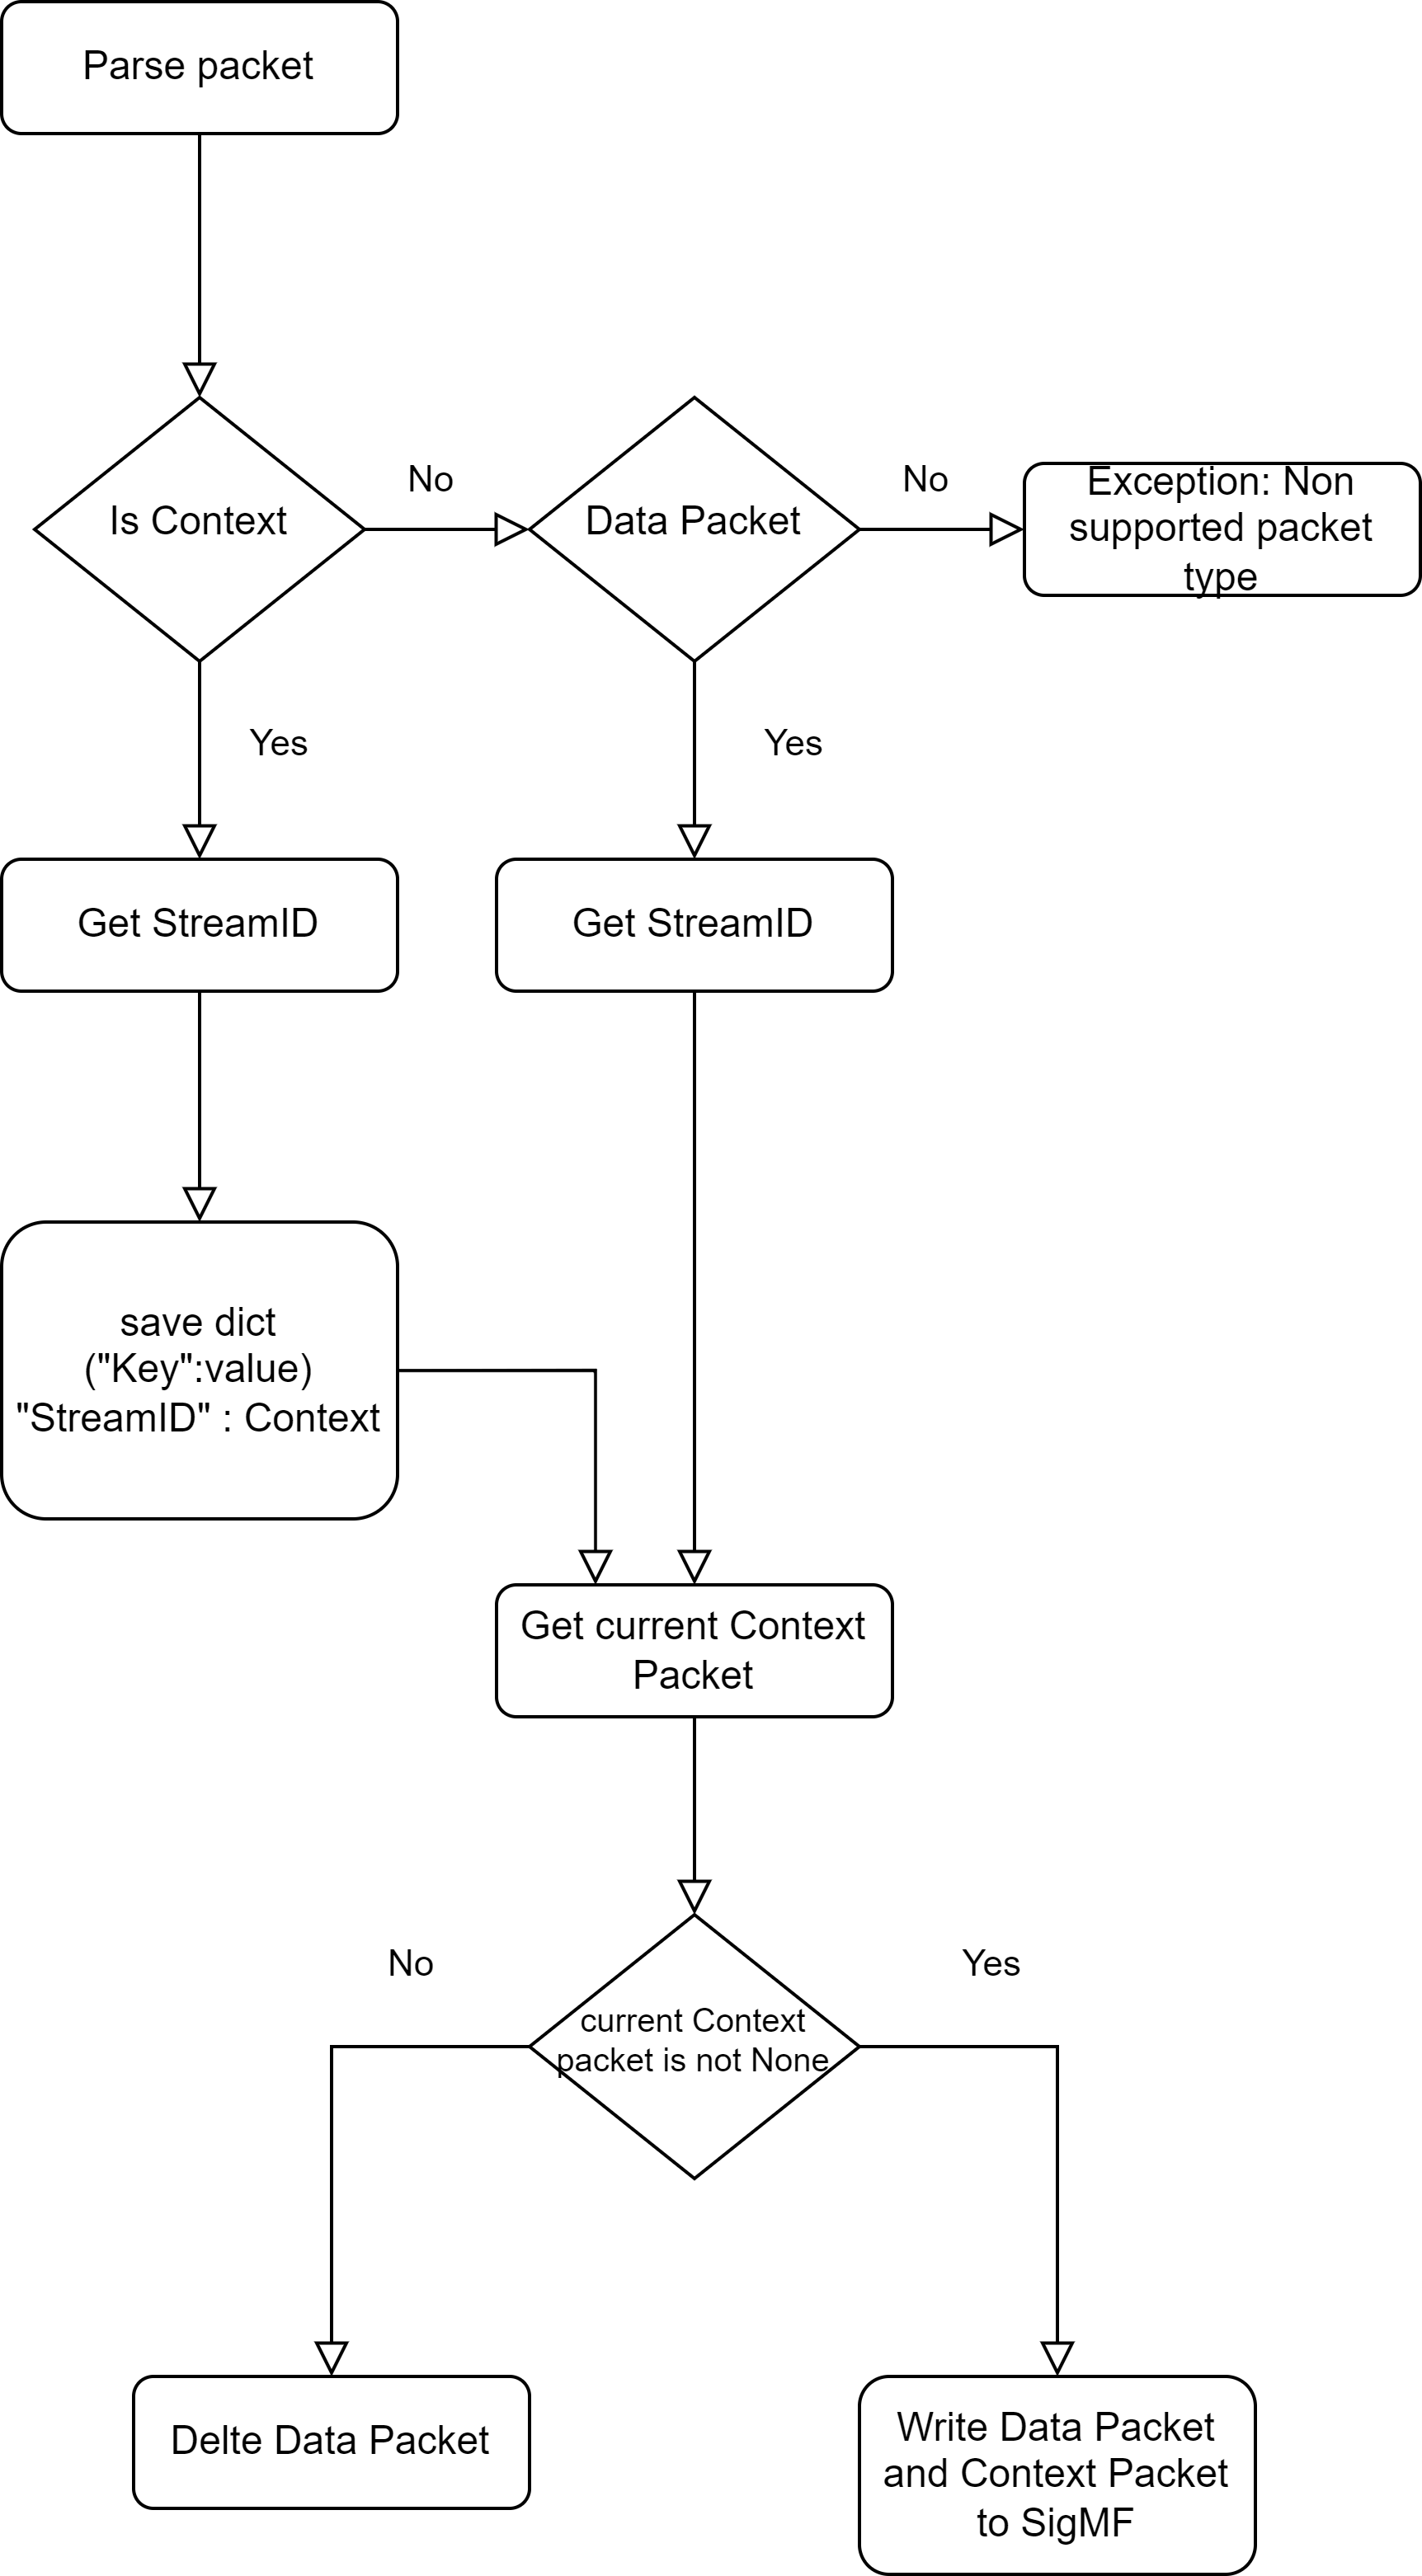 Parse packet
Is Context
No
Data Packet
No
Exception: Non
supported packet
type
Yes
Yes
Get StreamID
Get StreamID
save dict
("Key":value)
"StreamID" : Context
Get current Context
Packet
No
Yes
current Context
packet is not None
Delte Data Packet
Write Data Packet
and Context Packet
to SigMF